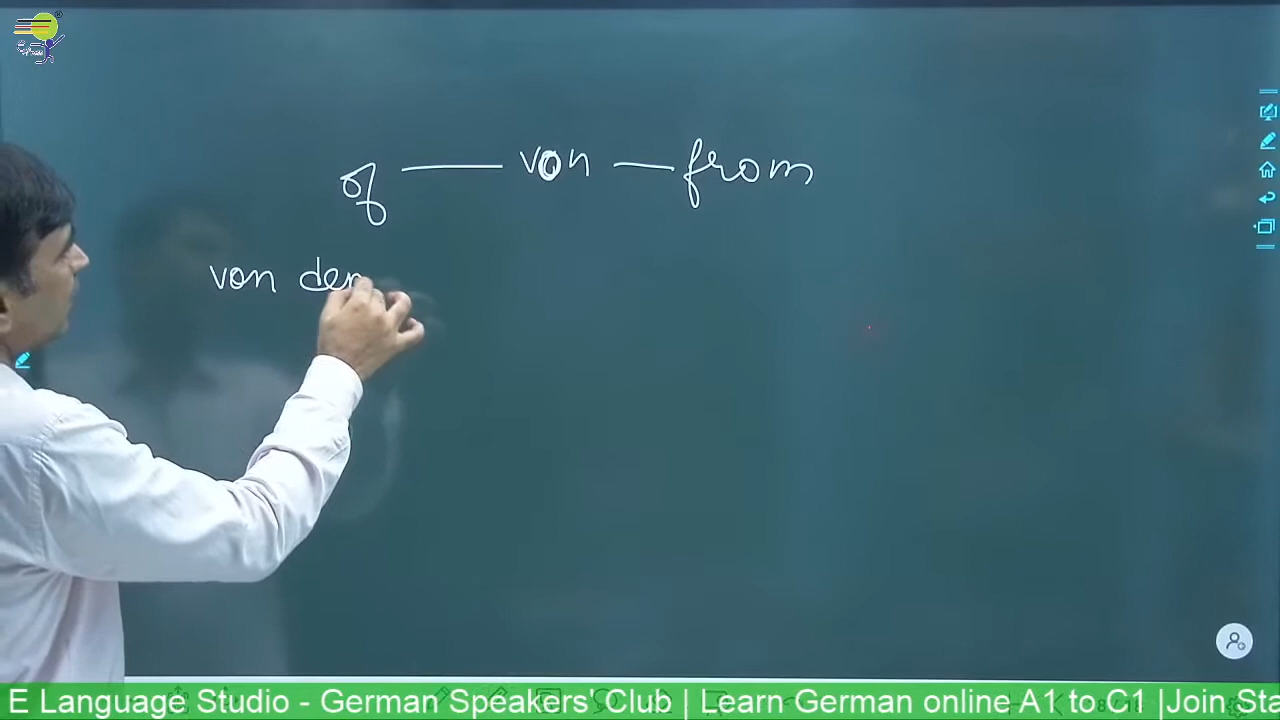 of — von — from
von den
E Language Studio - German Speakers' Club | Learn German online A1 to C1 |Join Sta